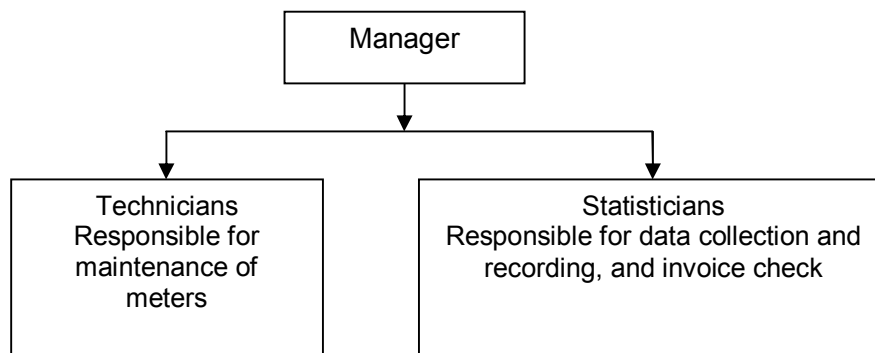 Manager
Technicians
Responsible for
maintenance of
meters
Statisticians
Responsible for data collection and
recording, and invoice check